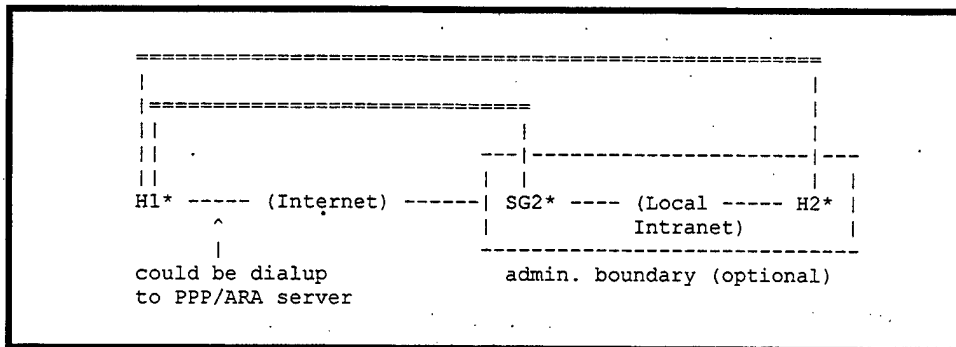 ======================================================
|                                                    |
|==============================                      |
||                             |                     |
||                          ---|----------------------|---
||                          |  |                     |  |
H1* ----- (Internet) ------| SG2* ---- (Local ----- H2* |
^ | Intranet) |
| ------------------------------
could be dialup admin. boundary (optional)
to PPP/ARA server